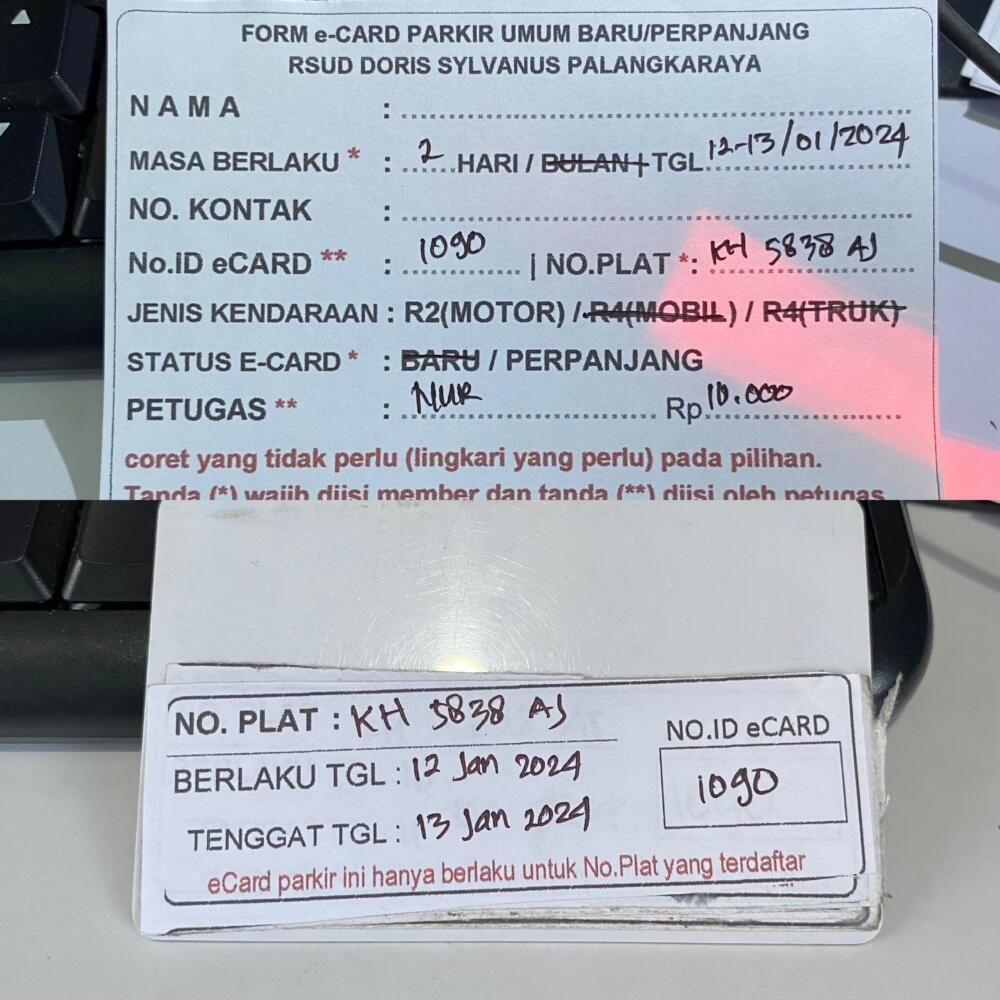 FORM e-CARD PARKIR UMUM BARU/PERPANJANG
RSUD DORIS SYLVANUS PALANGKARAYA
N A M A :
MASA BERLAKU * : 2 HARI / BULAN | TGL 12-13/01/2024
NO. KONTAK :
No.ID eCARD ** : 1090 | NO.PLAT *: KH 5838 AJ
JENIS KENDARAAN : R2(MOTOR) / R4(MOBIL) / R4(TRUK)
STATUS E-CARD * : BARU / PERPANJANG
PETUGAS ** : NUR Rp 10.000
coret yang tidak perlu (lingkari yang perlu) pada pilihan.
Tanda (*) wajib diisi member dan tanda (**) diisi oleh petugas
NO. PLAT : KH 5838 AJ
NO.ID eCARD
BERLAKU TGL : 12 Jan 2024
1090
TENGGAT TGL : 13 Jan 2024
eCard parkir ini hanya berlaku untuk No.Plat yang terdaftar